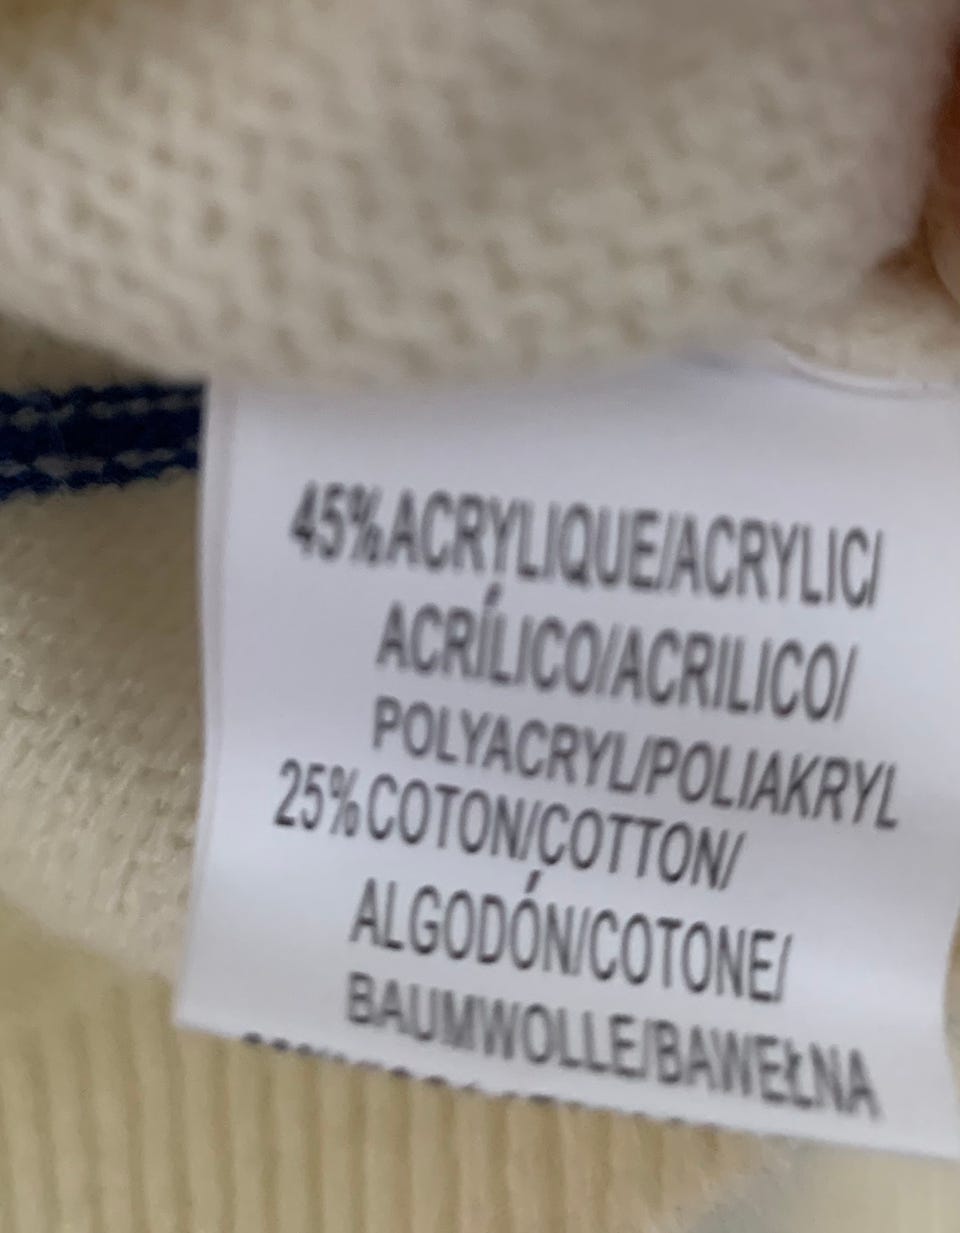 45% ACRYLIQUE/ACRYLIC/
ACRÍLICO/ACRILICO/
POLYACRYL/POLIAKRYL
25% COTON/COTTON/
ALGODÓN/COTONE/
BAUMWOLLE/BAWEŁNA